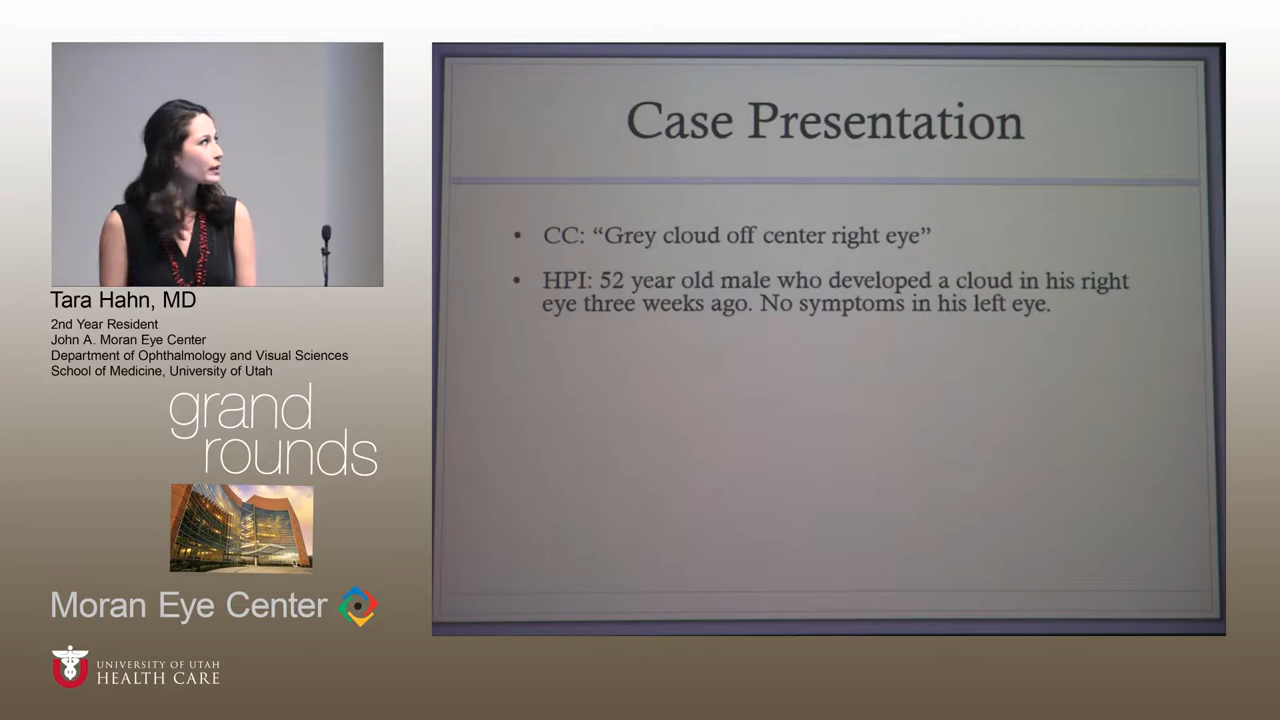 Tara Hahn, MD
2nd Year Resident
John A. Moran Eye Center
Department of Ophthalmology and Visual Sciences
School of Medicine, University of Utah
grand
rounds
Moran Eye Center
UNIVERSITY OF UTAH
HEALTH CARE
Case Presentation
• CC: “Grey cloud off center right eye”
• HPI: 52 year old male who developed a cloud in his right
eye three weeks ago. No symptoms in his left eye.